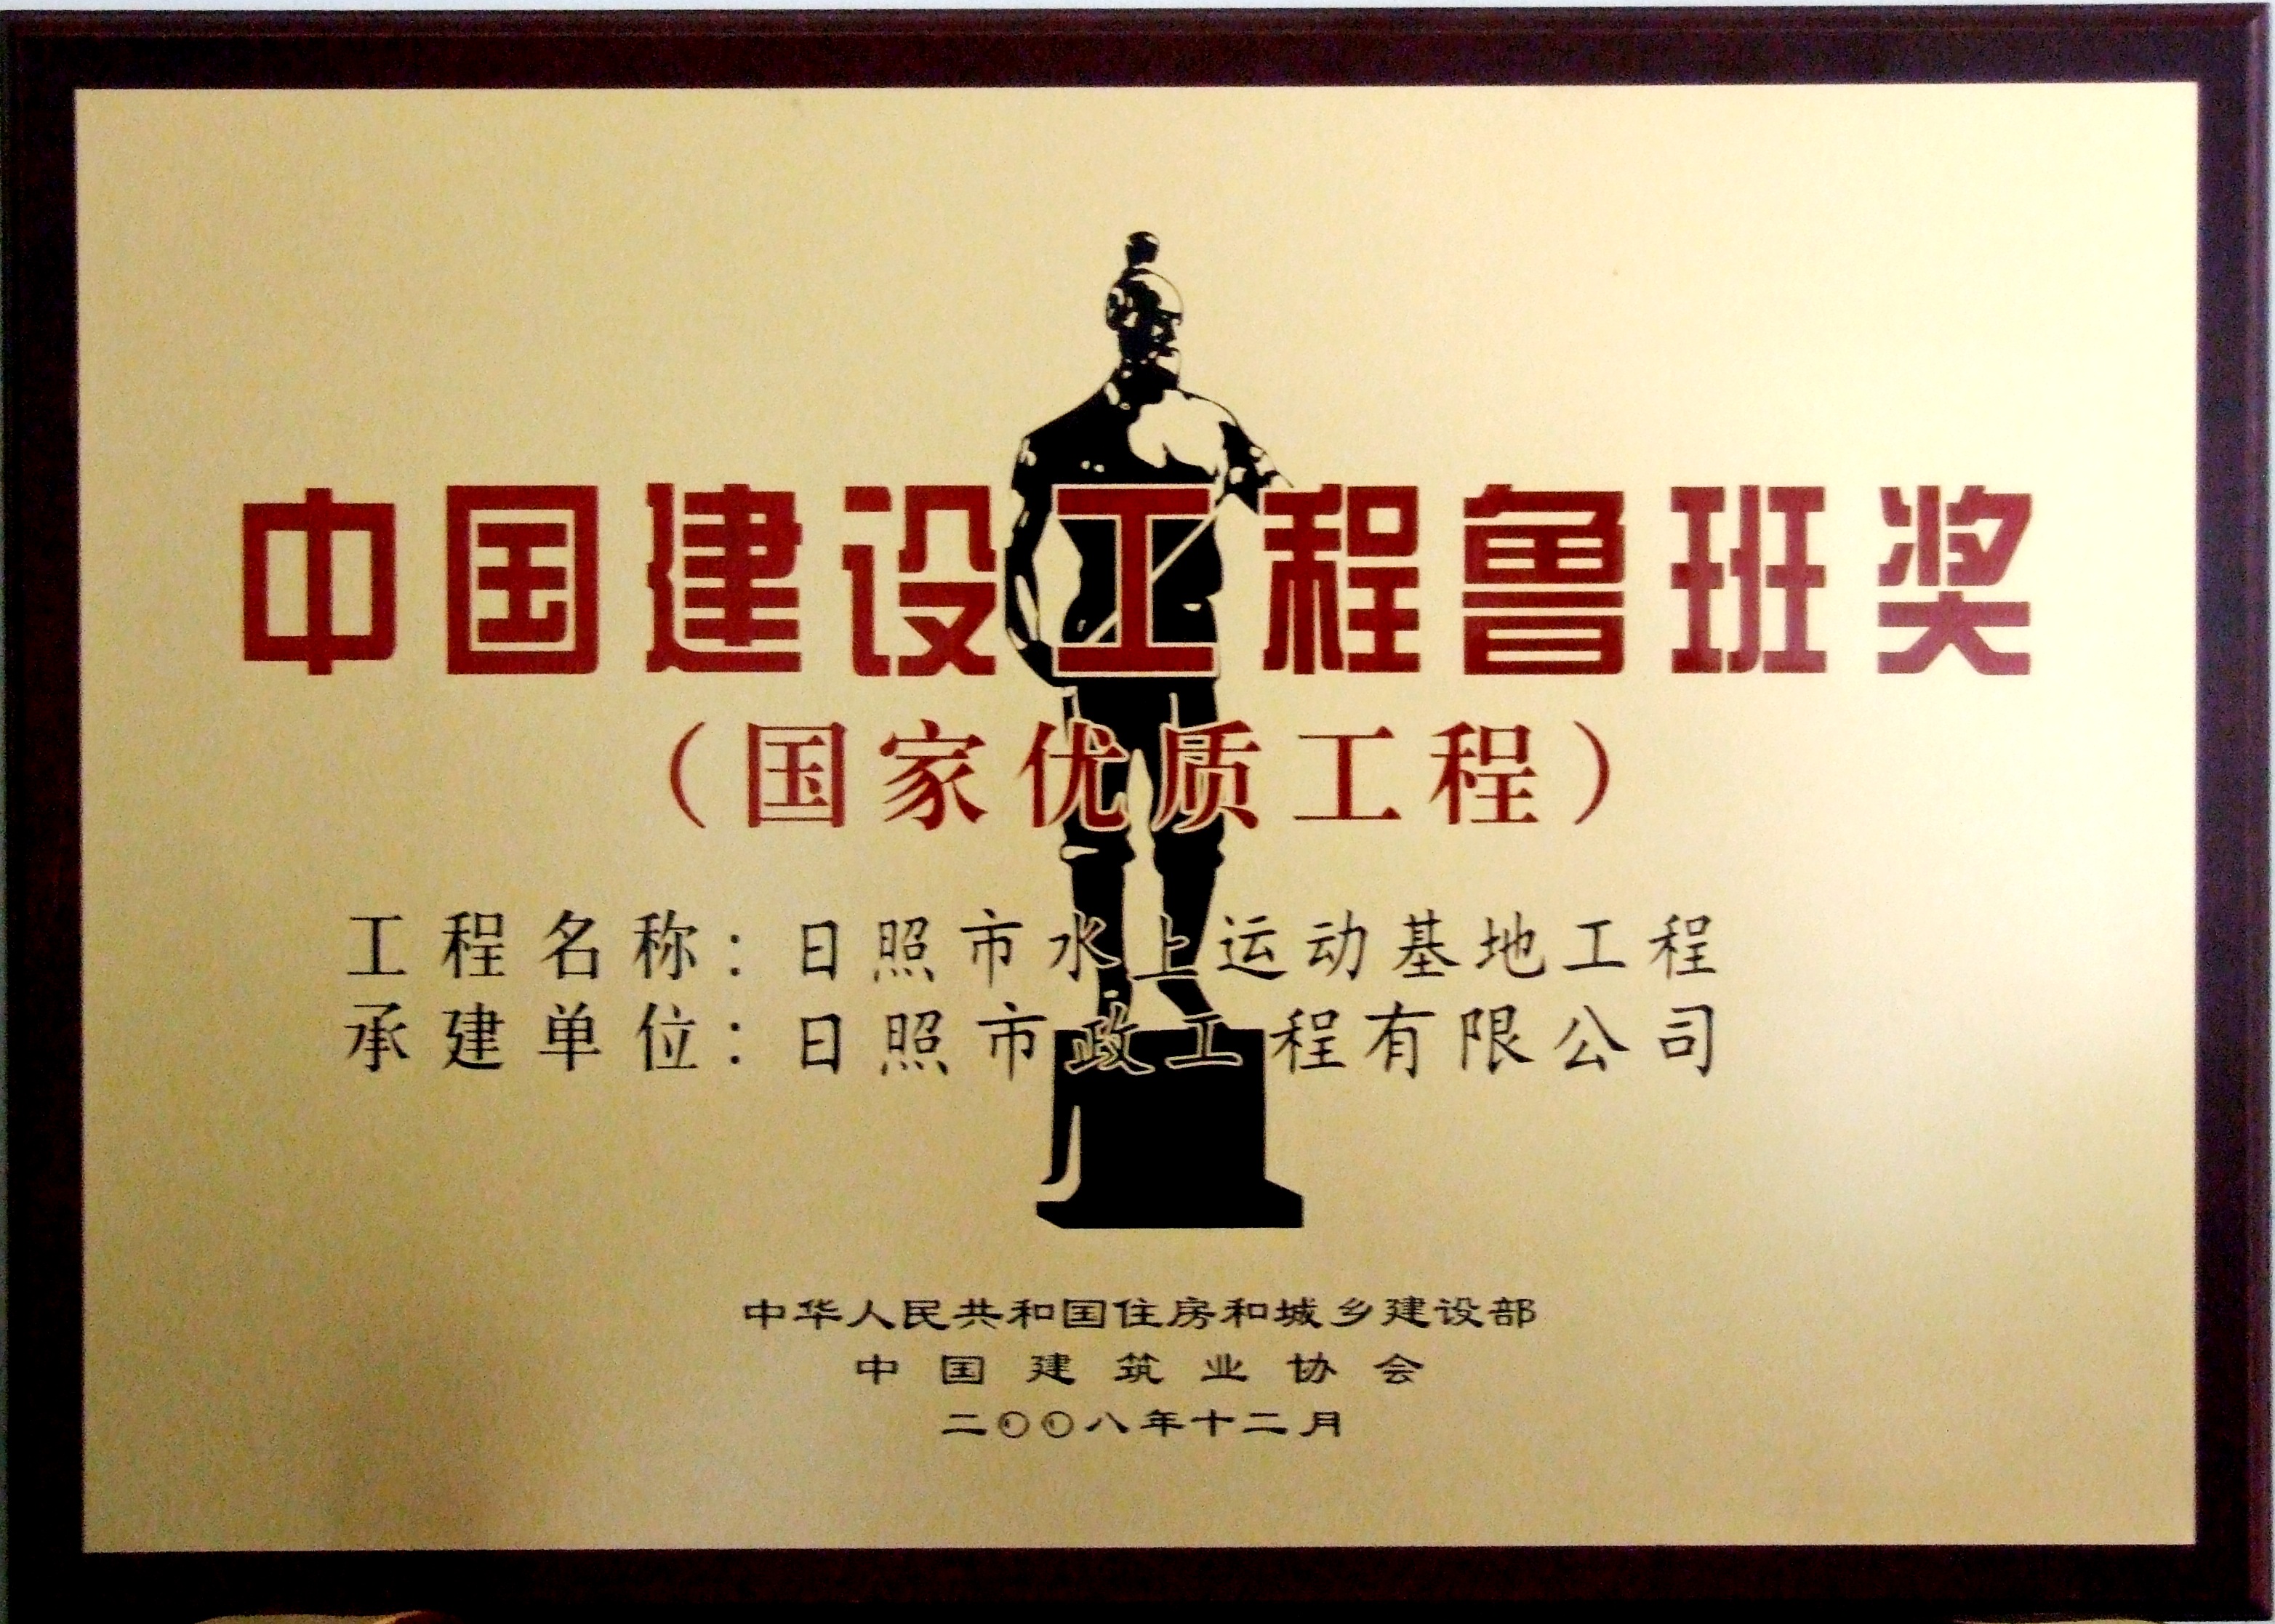 中国建设工程鲁班奖
（国家优质工程）
工程名称：日照市水上运动基地工程
承建单位：日照市政工程有限公司
中华人民共和国住房和城乡建设部
中国建筑业协会
二〇〇八年十二月